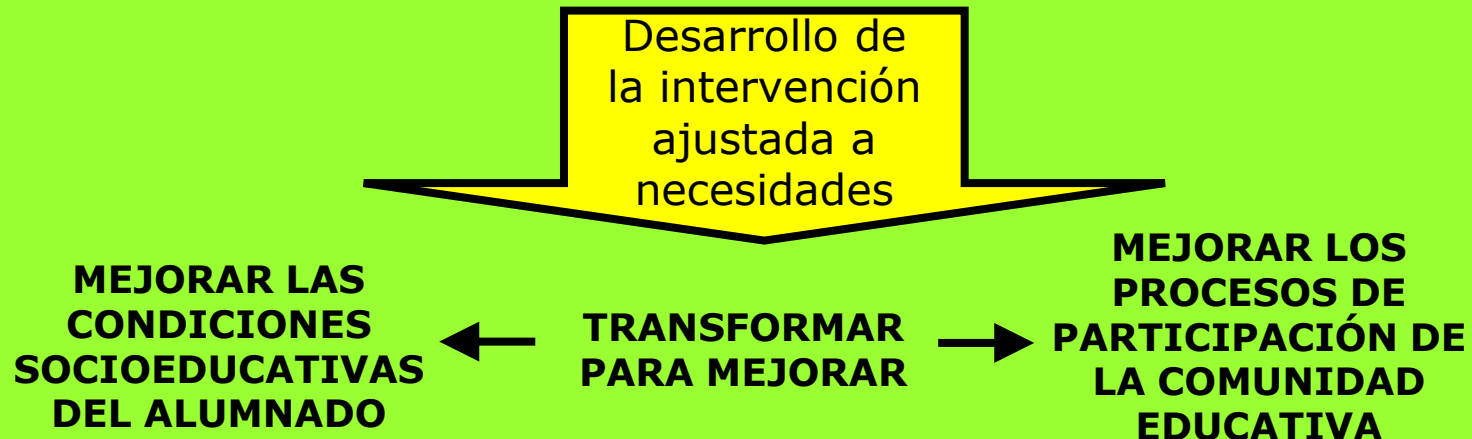 Desarrollo de
la intervención
ajustada a
necesidades
MEJORAR LAS
CONDICIONES
SOCIOEDUCATIVAS
DEL ALUMNADO
TRANSFORMAR
PARA MEJORAR
MEJORAR LOS
PROCESOS DE
PARTICIPACIÓN DE
LA COMUNIDAD
EDUCATIVA